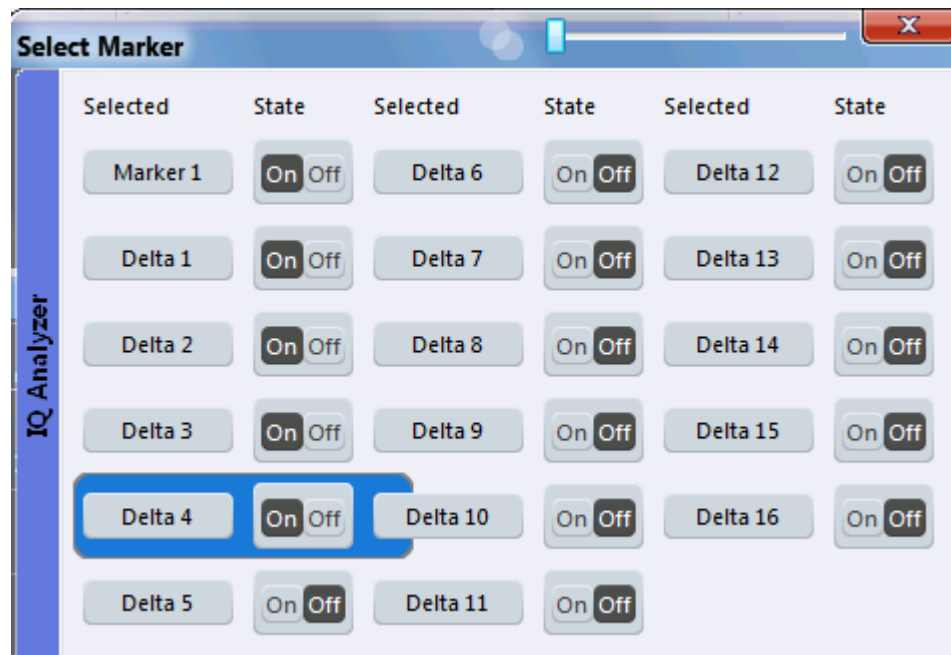 Select Marker
X
IQ Analyzer
Selected State Selected State Selected State
Marker 1 On Off Delta 6 On Off Delta 12 On Off
Delta 1 On Off Delta 7 On Off Delta 13 On Off
Delta 2 On Off Delta 8 On Off Delta 14 On Off
Delta 3 On Off Delta 9 On Off Delta 15 On Off
Delta 4 On Off Delta 10 On Off Delta 16 On Off
Delta 5 On Off Delta 11 On Off